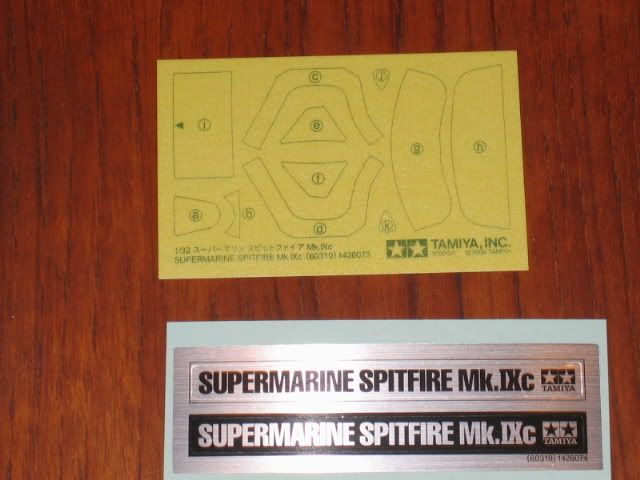 c
i
e
g
h
f
a
b
d
k
1/32 スーパーマリン スピットファイア Mk.IXc
SUPERMARINE SPITFIRE Mk.IXc (60319) 1426073
TAMIYA, INC.
©2009 TAMIYA
SUPERMARINE SPITFIRE Mk.IXc TAMIYA
SUPERMARINE SPITFIRE Mk.IXc TAMIYA
(60319) 1426074